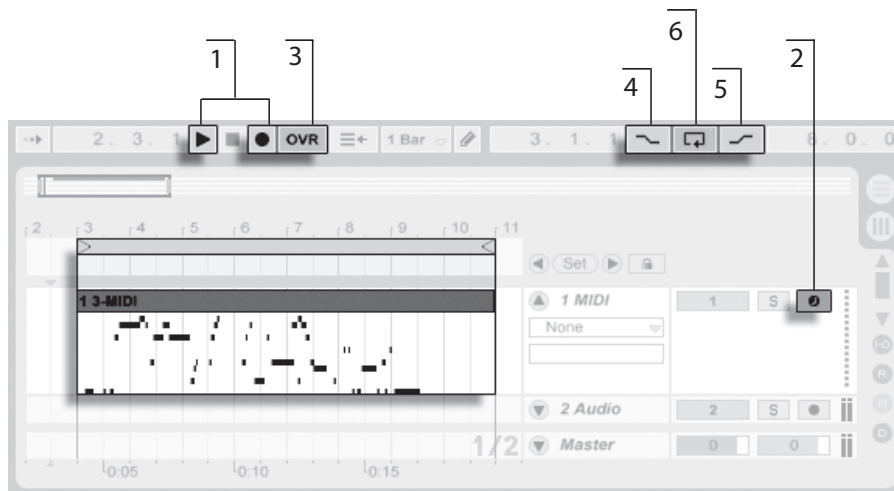 1 3 6 2
4 5
2. 3. 1 OVR 1 Bar 3. 1. 1 8. 0. 0
2 3 4 5 6 7 8 9 10 11
Set
1 3-MIDI 1 MIDI 1 S
None
I-O
R
2 Audio 2 S M
1/2 Master 0 0 D
0:05 0:10 0:15